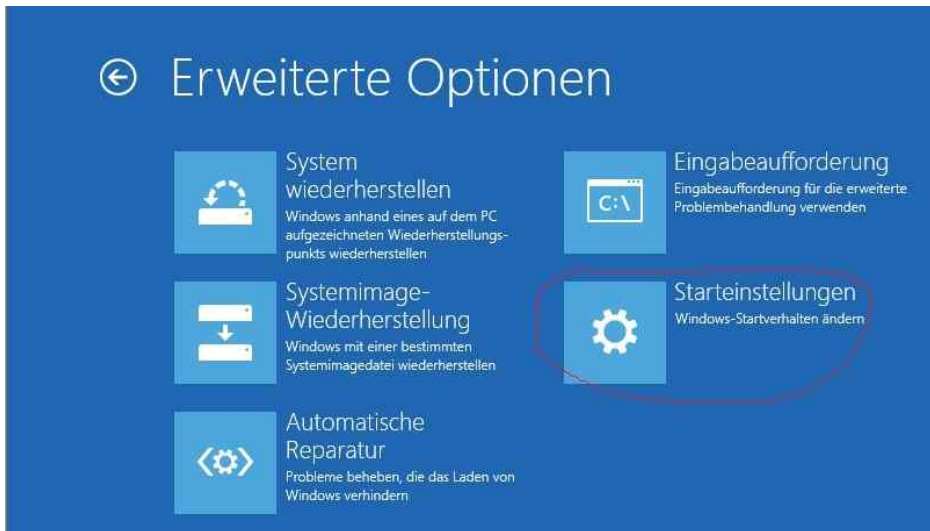 Erweiterte Optionen
System
wiederherstellen
Windows anhand eines auf dem PC
aufgezeichneten Wiederherstellungs-
punkts wiederherstellen
Systemimage-
Wiederherstellung
Windows mit einer bestimmten
Systemimagedatei wiederherstellen
Automatische
Reparatur
Probleme beheben, die das Laden von
Windows verhindern
C:\
Eingabeaufforderung
Eingabeaufforderung für die erweiterte
Problembehandlung verwenden
Starteinstellungen
Windows-Startverhalten ändern